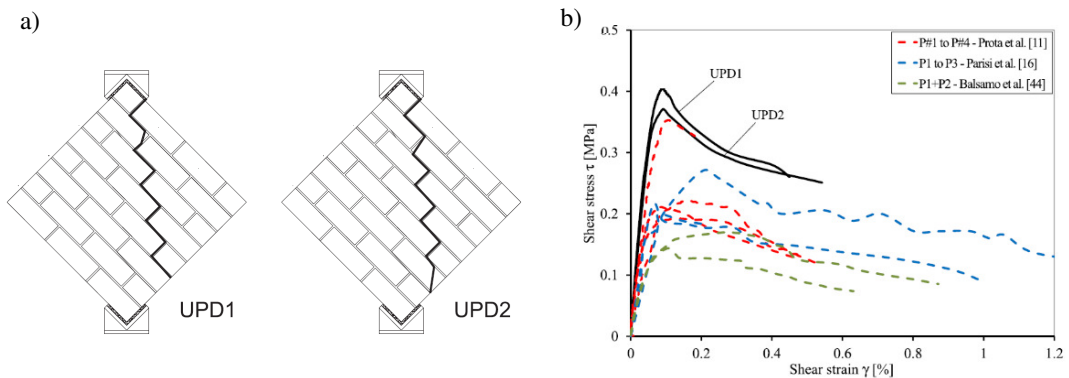 a)
UPD1
UPD2
b)
Shear stress τ [MPa]
0.5
0.4
0.3
0.2
0.1
0
UPD1
UPD2
P#1 to P#4 - Prota et al. [11]
P1 to P3 - Parisi et al. [16]
P1+P2 - Balsamo et al. [44]
0 0.2 0.4 0.6 0.8 1 1.2
Shear strain γ [%]